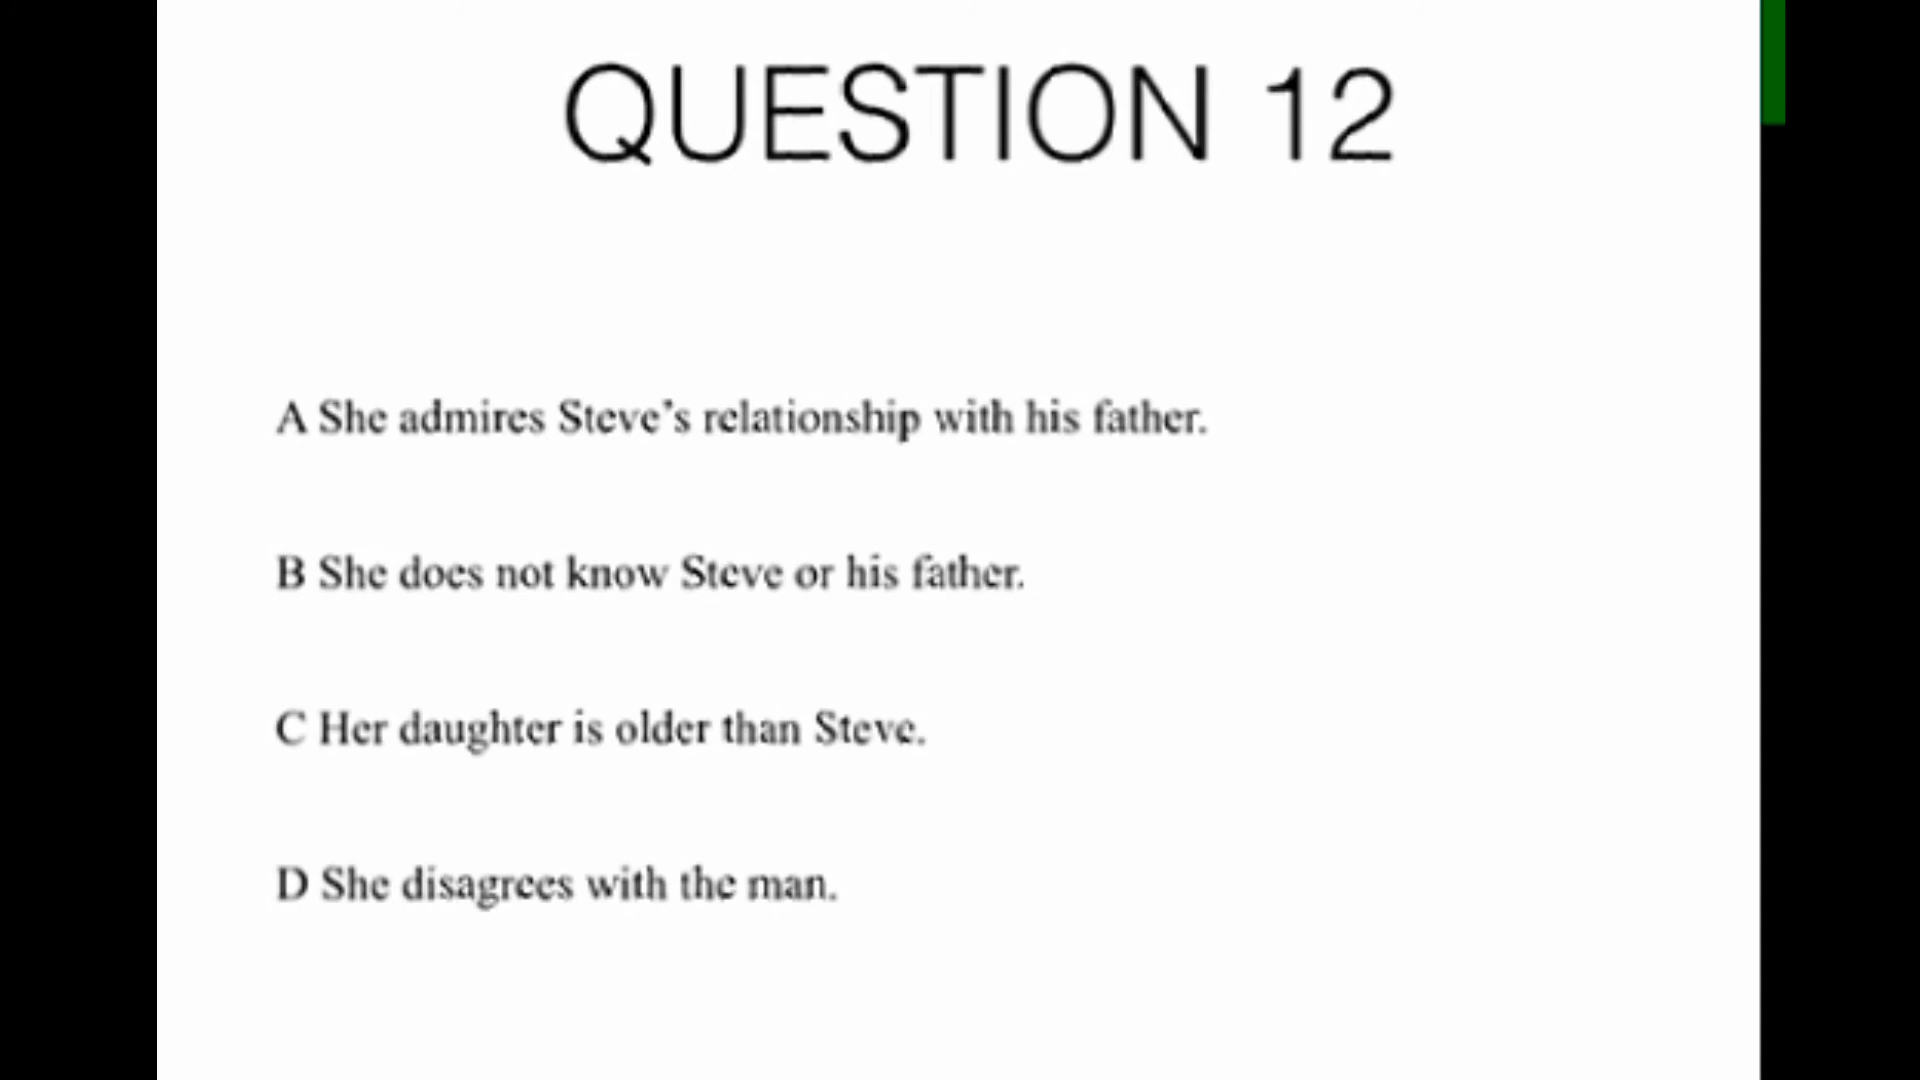 QUESTION 12
A She admires Steve’s relationship with his father.
B She does not know Steve or his father.
C Her daughter is older than Steve.
D She disagrees with the man.